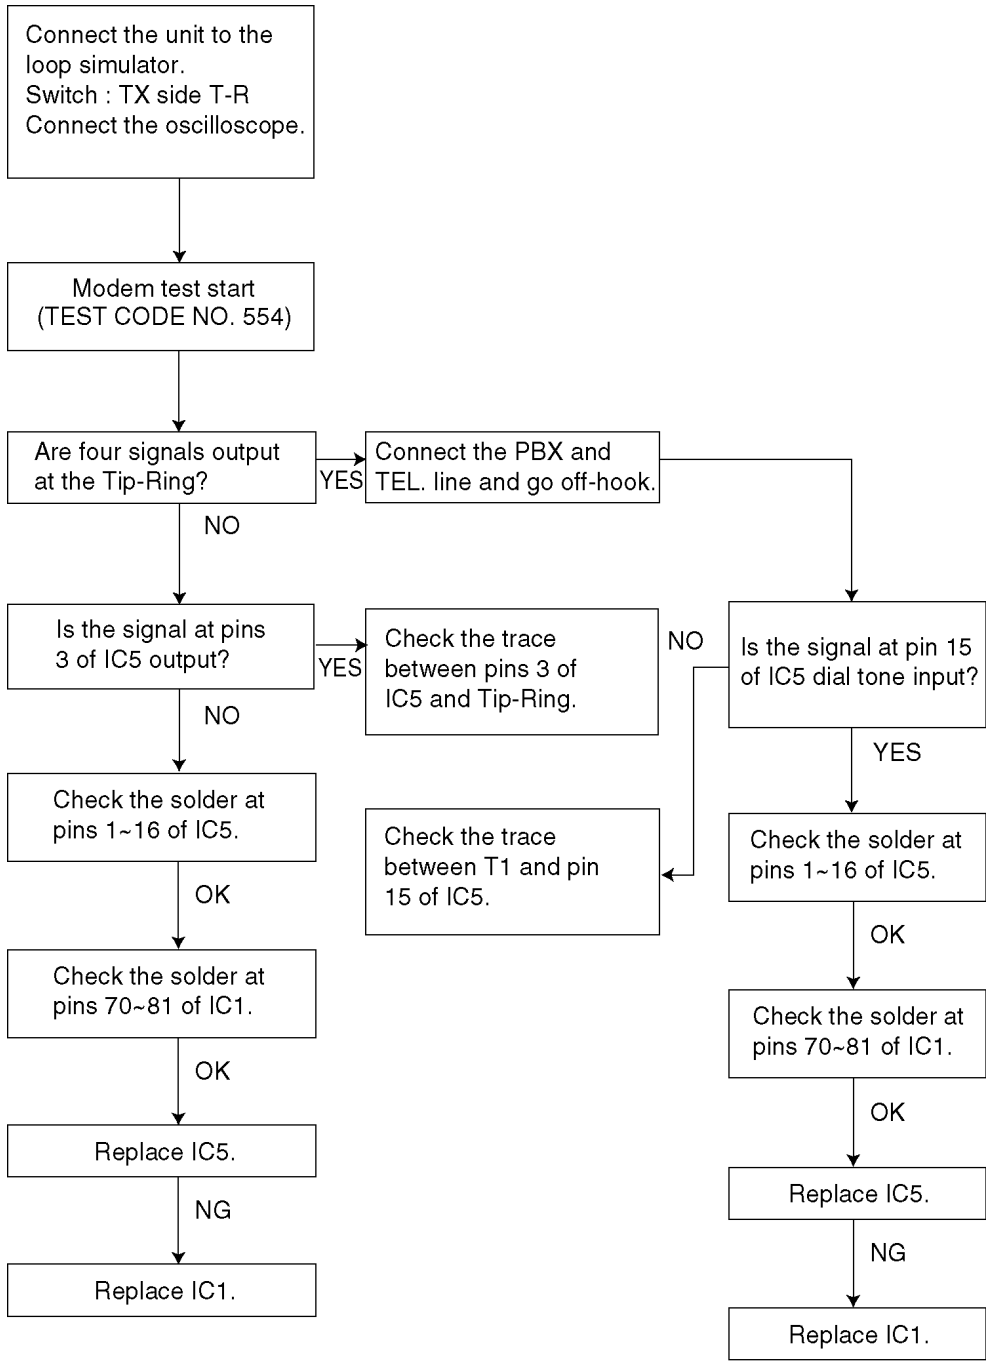 Connect the unit to the
loop simulator.
Switch : TX side T-R
Connect the oscilloscope.
Modem test start
(TEST CODE NO. 554)
Are four signals output
at the Tip-Ring?
YES
Connect the PBX and
TEL. line and go off-hook.
NO
Is the signal at pins
3 of IC5 output?
YES
Check the trace
between pins 3 of
IC5 and Tip-Ring.
NO
Is the signal at pin 15
of IC5 dial tone input?
NO
YES
Check the solder at
pins 1~16 of IC5.
Check the trace
between T1 and pin
15 of IC5.
Check the solder at
pins 1~16 of IC5.
OK
OK
Check the solder at
pins 70~81 of IC1.
Check the solder at
pins 70~81 of IC1.
OK
OK
Replace IC5.
Replace IC5.
NG
NG
Replace IC1.
Replace IC1.